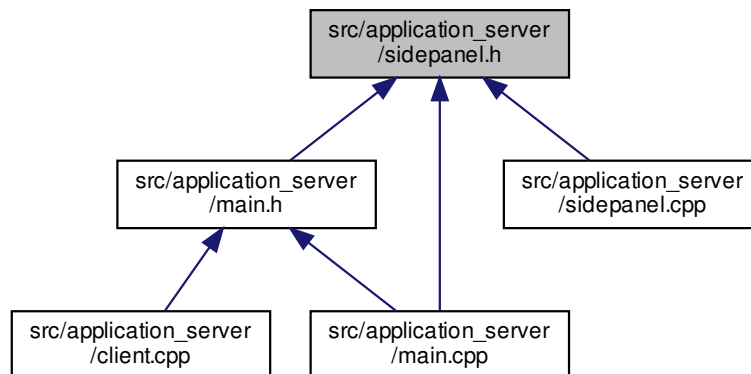 src/application_server
/sidepanel.h
src/application_server
/main.h
src/application_server
/sidepanel.cpp
src/application_server
/client.cpp
src/application_server
/main.cpp